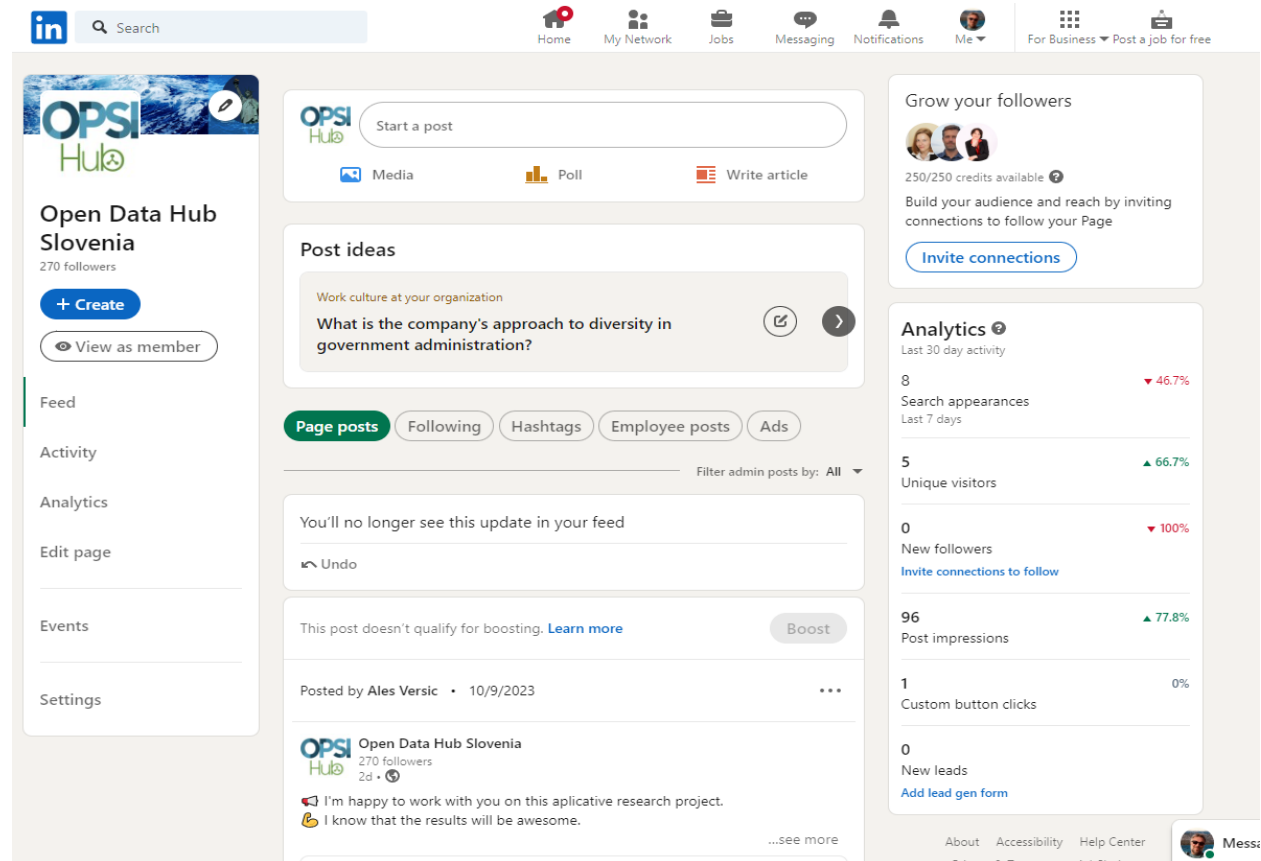 in
Search
Home
My Network
Jobs
Messaging
Notifications
Me
For Business
Post a job for free
OPSI
Hub
Open Data Hub
Slovenia
270 followers
+ Create
View as member
Feed
Activity
Analytics
Edit page
Events
Settings
OPSI
Hub
Start a post
Media
Poll
Write article
Post ideas
Work culture at your organization
What is the company's approach to diversity in
government administration?
Page posts
Following
Hashtags
Employee posts
Ads
Filter admin posts by: All
You'll no longer see this update in your feed
Undo
This post doesn't qualify for boosting. Learn more
Boost
Posted by Ales Versic • 10/9/2023
OPSI
Hub
Open Data Hub Slovenia
270 followers
2d •
I'm happy to work with you on this aplicative research project.
I know that the results will be awesome.
...see more
Grow your followers
250/250 credits available
Build your audience and reach by inviting
connections to follow your Page
Invite connections
Analytics
Last 30 day activity
8
46.7%
Search appearances
Last 7 days
5
66.7%
Unique visitors
0
100%
New followers
Invite connections to follow
96
77.8%
Post impressions
1
0%
Custom button clicks
0
New leads
Add lead gen form
About Accessibility Help Center
Messa